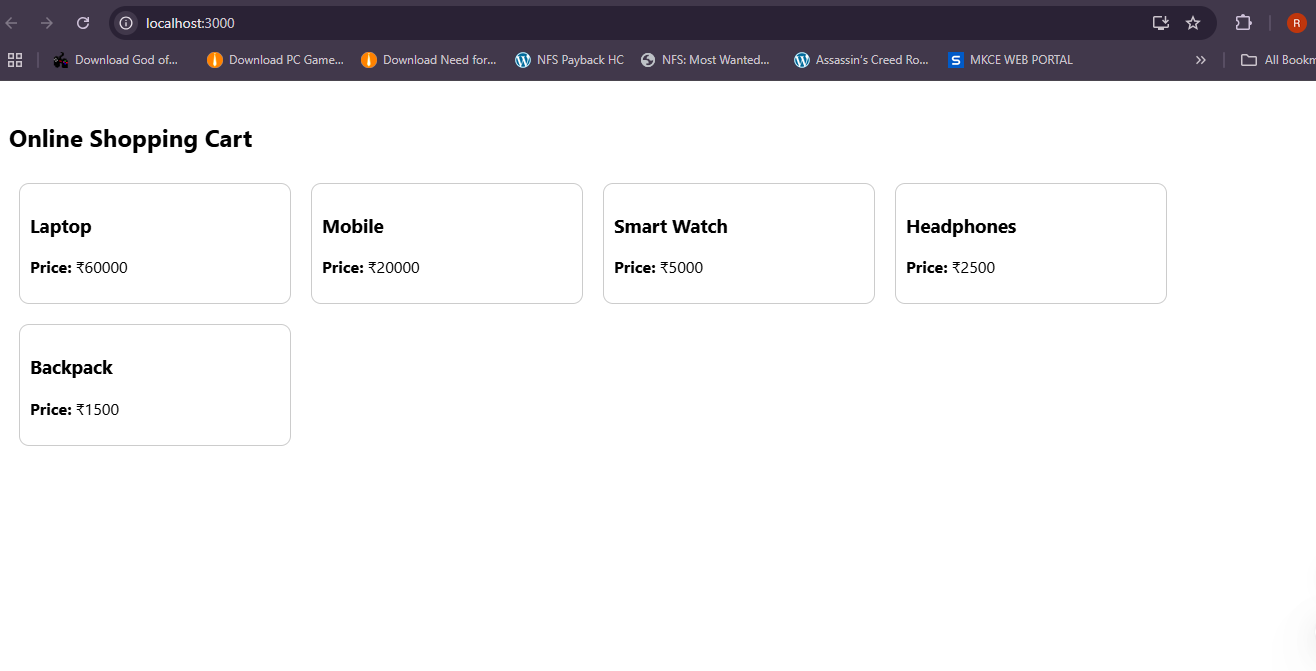 localhost:3000
R
Download God of...
Download PC Game...
Download Need for...
NFS Payback HC
NFS: Most Wanted...
Assassin's Creed Ro...
S
MKCE WEB PORTAL
»
All Bookm
Online Shopping Cart
Laptop
Price: ₹60000
Mobile
Price: ₹20000
Smart Watch
Price: ₹5000
Headphones
Price: ₹2500
Backpack
Price: ₹1500